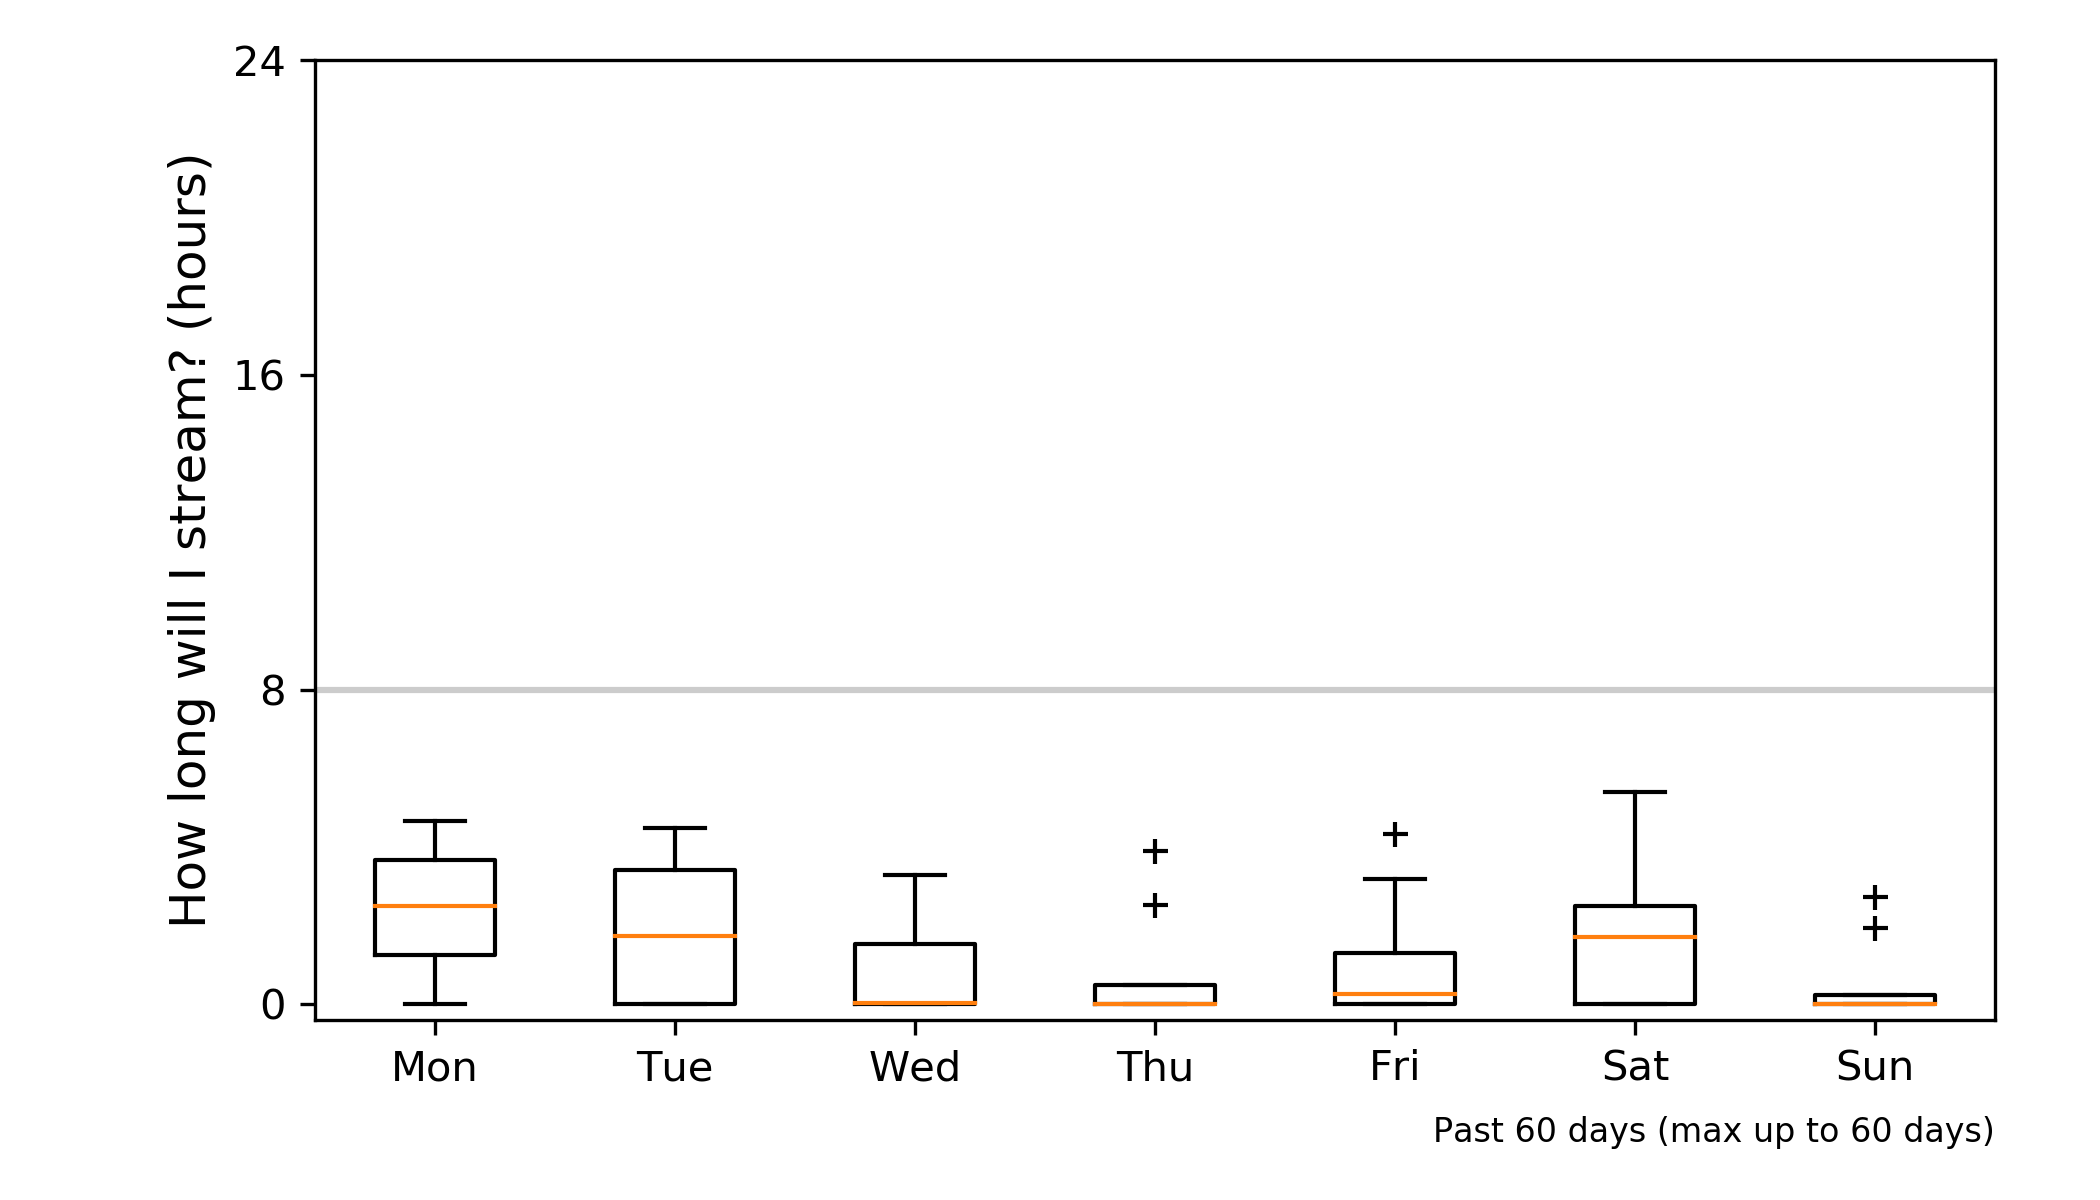 24
16
8
0
How long will I stream? (hours)
Mon Tue Wed Thu Fri Sat Sun
Past 60 days (max up to 60 days)